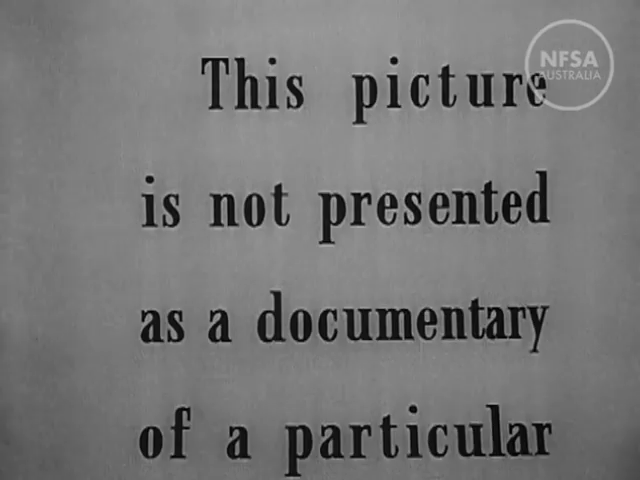 NFSA
AUSTRALIA
This picture
is not presented
as a documentary
of a particular